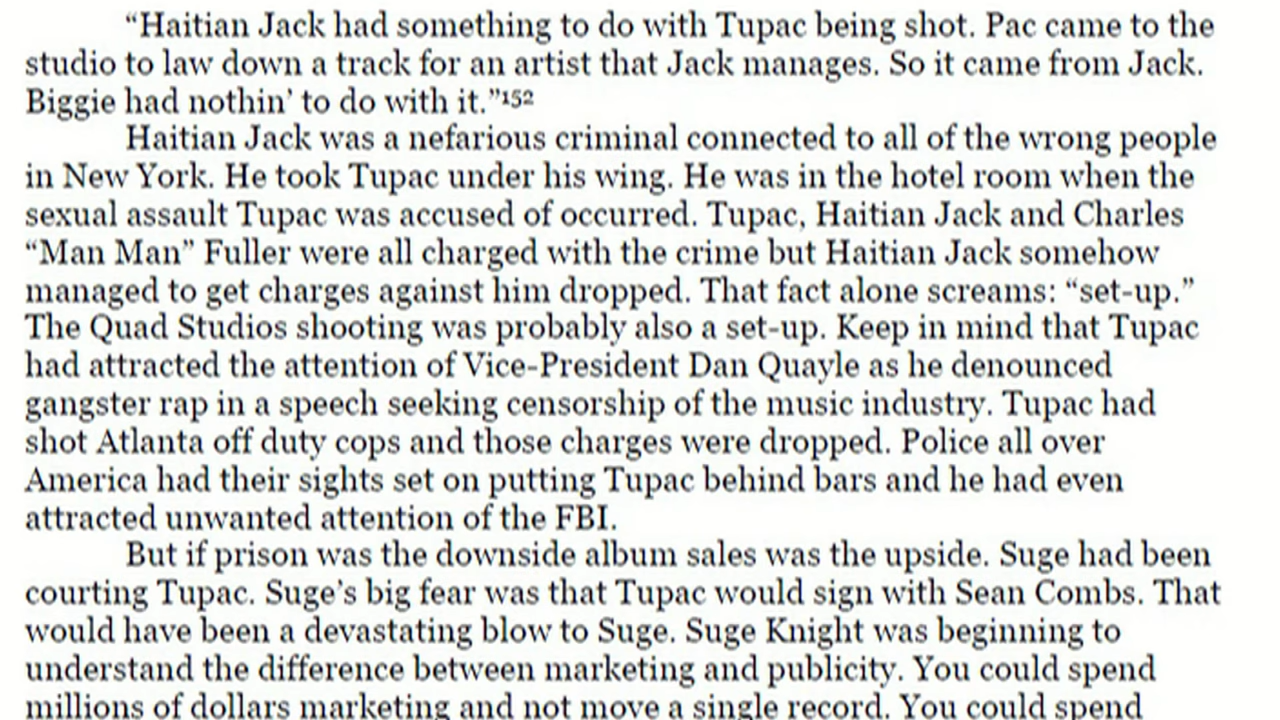 “Haitian Jack had something to do with Tupac being shot. Pac came to the
studio to law down a track for an artist that Jack manages. So it came from Jack.
Biggie had nothin’ to do with it.”152
Haitian Jack was a nefarious criminal connected to all of the wrong people
in New York. He took Tupac under his wing. He was in the hotel room when the
sexual assault Tupac was accused of occurred. Tupac, Haitian Jack and Charles
“Man Man” Fuller were all charged with the crime but Haitian Jack somehow
managed to get charges against him dropped. That fact alone screams: “set-up.”
The Quad Studios shooting was probably also a set-up. Keep in mind that Tupac
had attracted the attention of Vice-President Dan Quayle as he denounced
gangster rap in a speech seeking censorship of the music industry. Tupac had
shot Atlanta off duty cops and those charges were dropped. Police all over
America had their sights set on putting Tupac behind bars and he had even
attracted unwanted attention of the FBI.
But if prison was the downside album sales was the upside. Suge had been
courting Tupac. Suge’s big fear was that Tupac would sign with Sean Combs. That
would have been a devastating blow to Suge. Suge Knight was beginning to
understand the difference between marketing and publicity. You could spend
millions of dollars marketing and not move a single record. You could spend